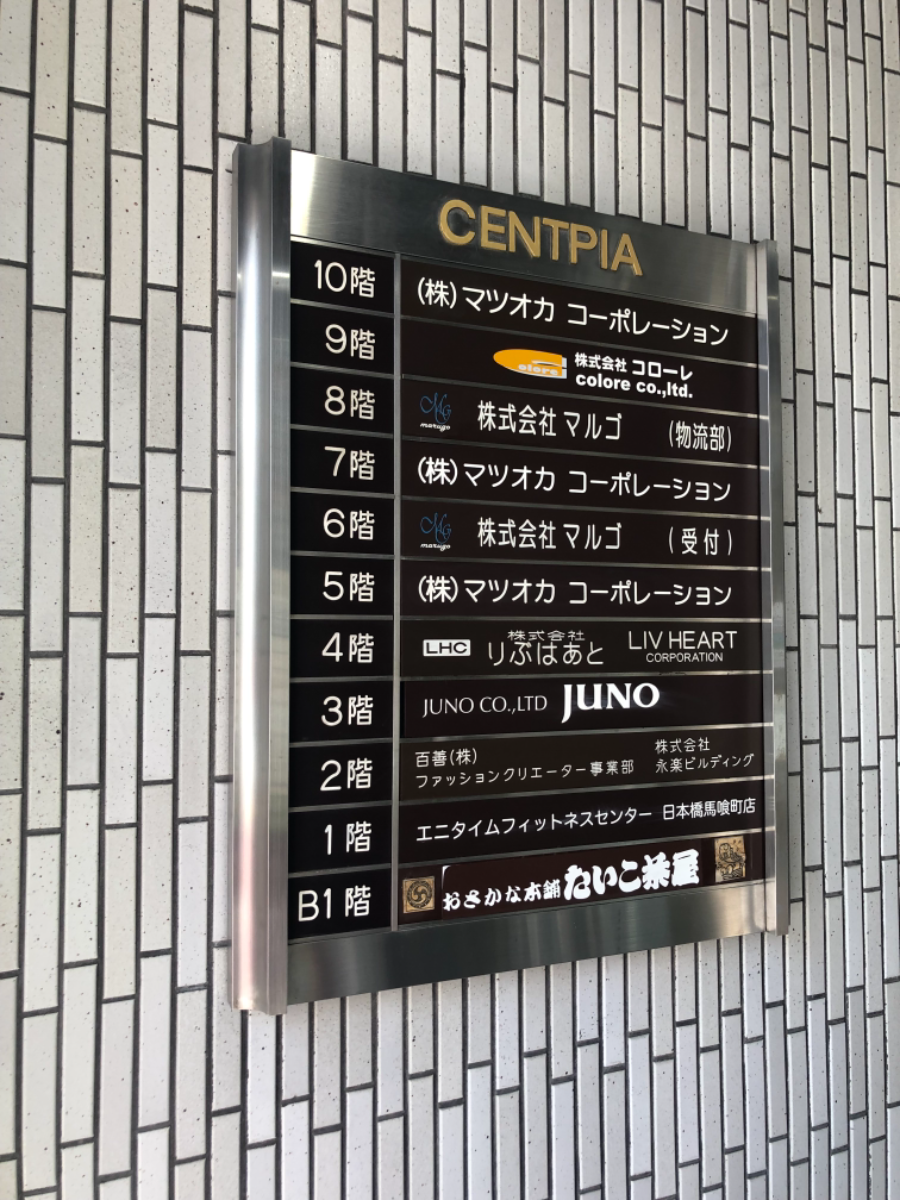 CENTPIA
10階 (株)マツオカ コーポレーション
9階 olore 株式会社 コローレ
colore co.,ltd.
8階 MG marugo 株式会社 マルゴ (物流部)
7階 (株)マツオカ コーポレーション
6階 MG marugo 株式会社 マルゴ (受付)
5階 (株)マツオカ コーポレーション
4階 LHC 株式会社 りぶはあと LIV HEART
CORPORATION
3階 JUNO CO.,LTD JUNO
2階 百善(株) 株式会社
ファッションクリエーター事業部 永楽ビルディング
1階 エニタイムフィットネスセンター 日本橋馬喰町店
B1階 おさかな本舗 たいこ茶屋